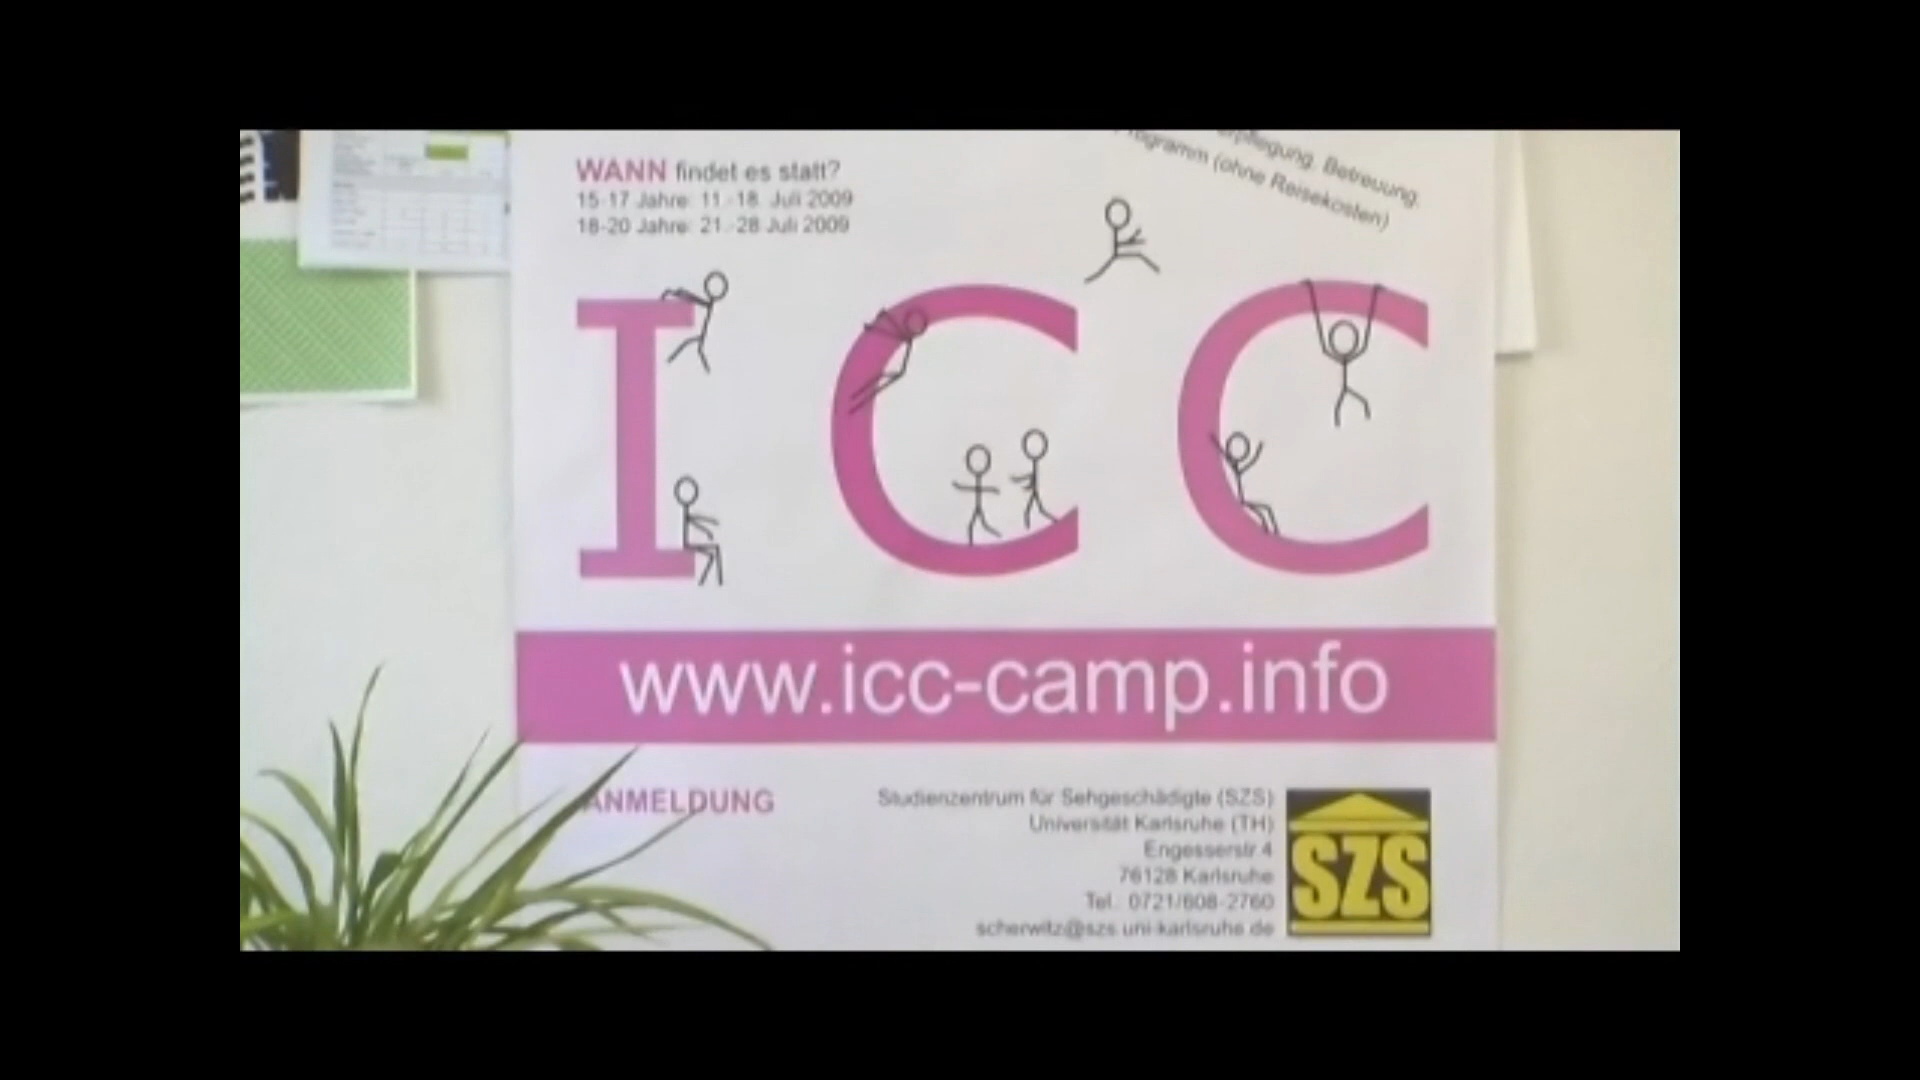 WANN findet es statt?
15-17 Jahre: 11.-18. Juli 2009
18-20 Jahre: 21.-28 Juli 2009
Betreuung.
(ohne Reisekosten)
ICC
www.icc-camp.info
ANMELDUNG
Studienzentrum für Sehgeschädigte (SZS)
Universität Karlsruhe (TH)
Engesserstr.4
76128 Karlsruhe
Tel.: 0721/608-2760
scherwitz@szs.uni-karlsruhe.de
SZS